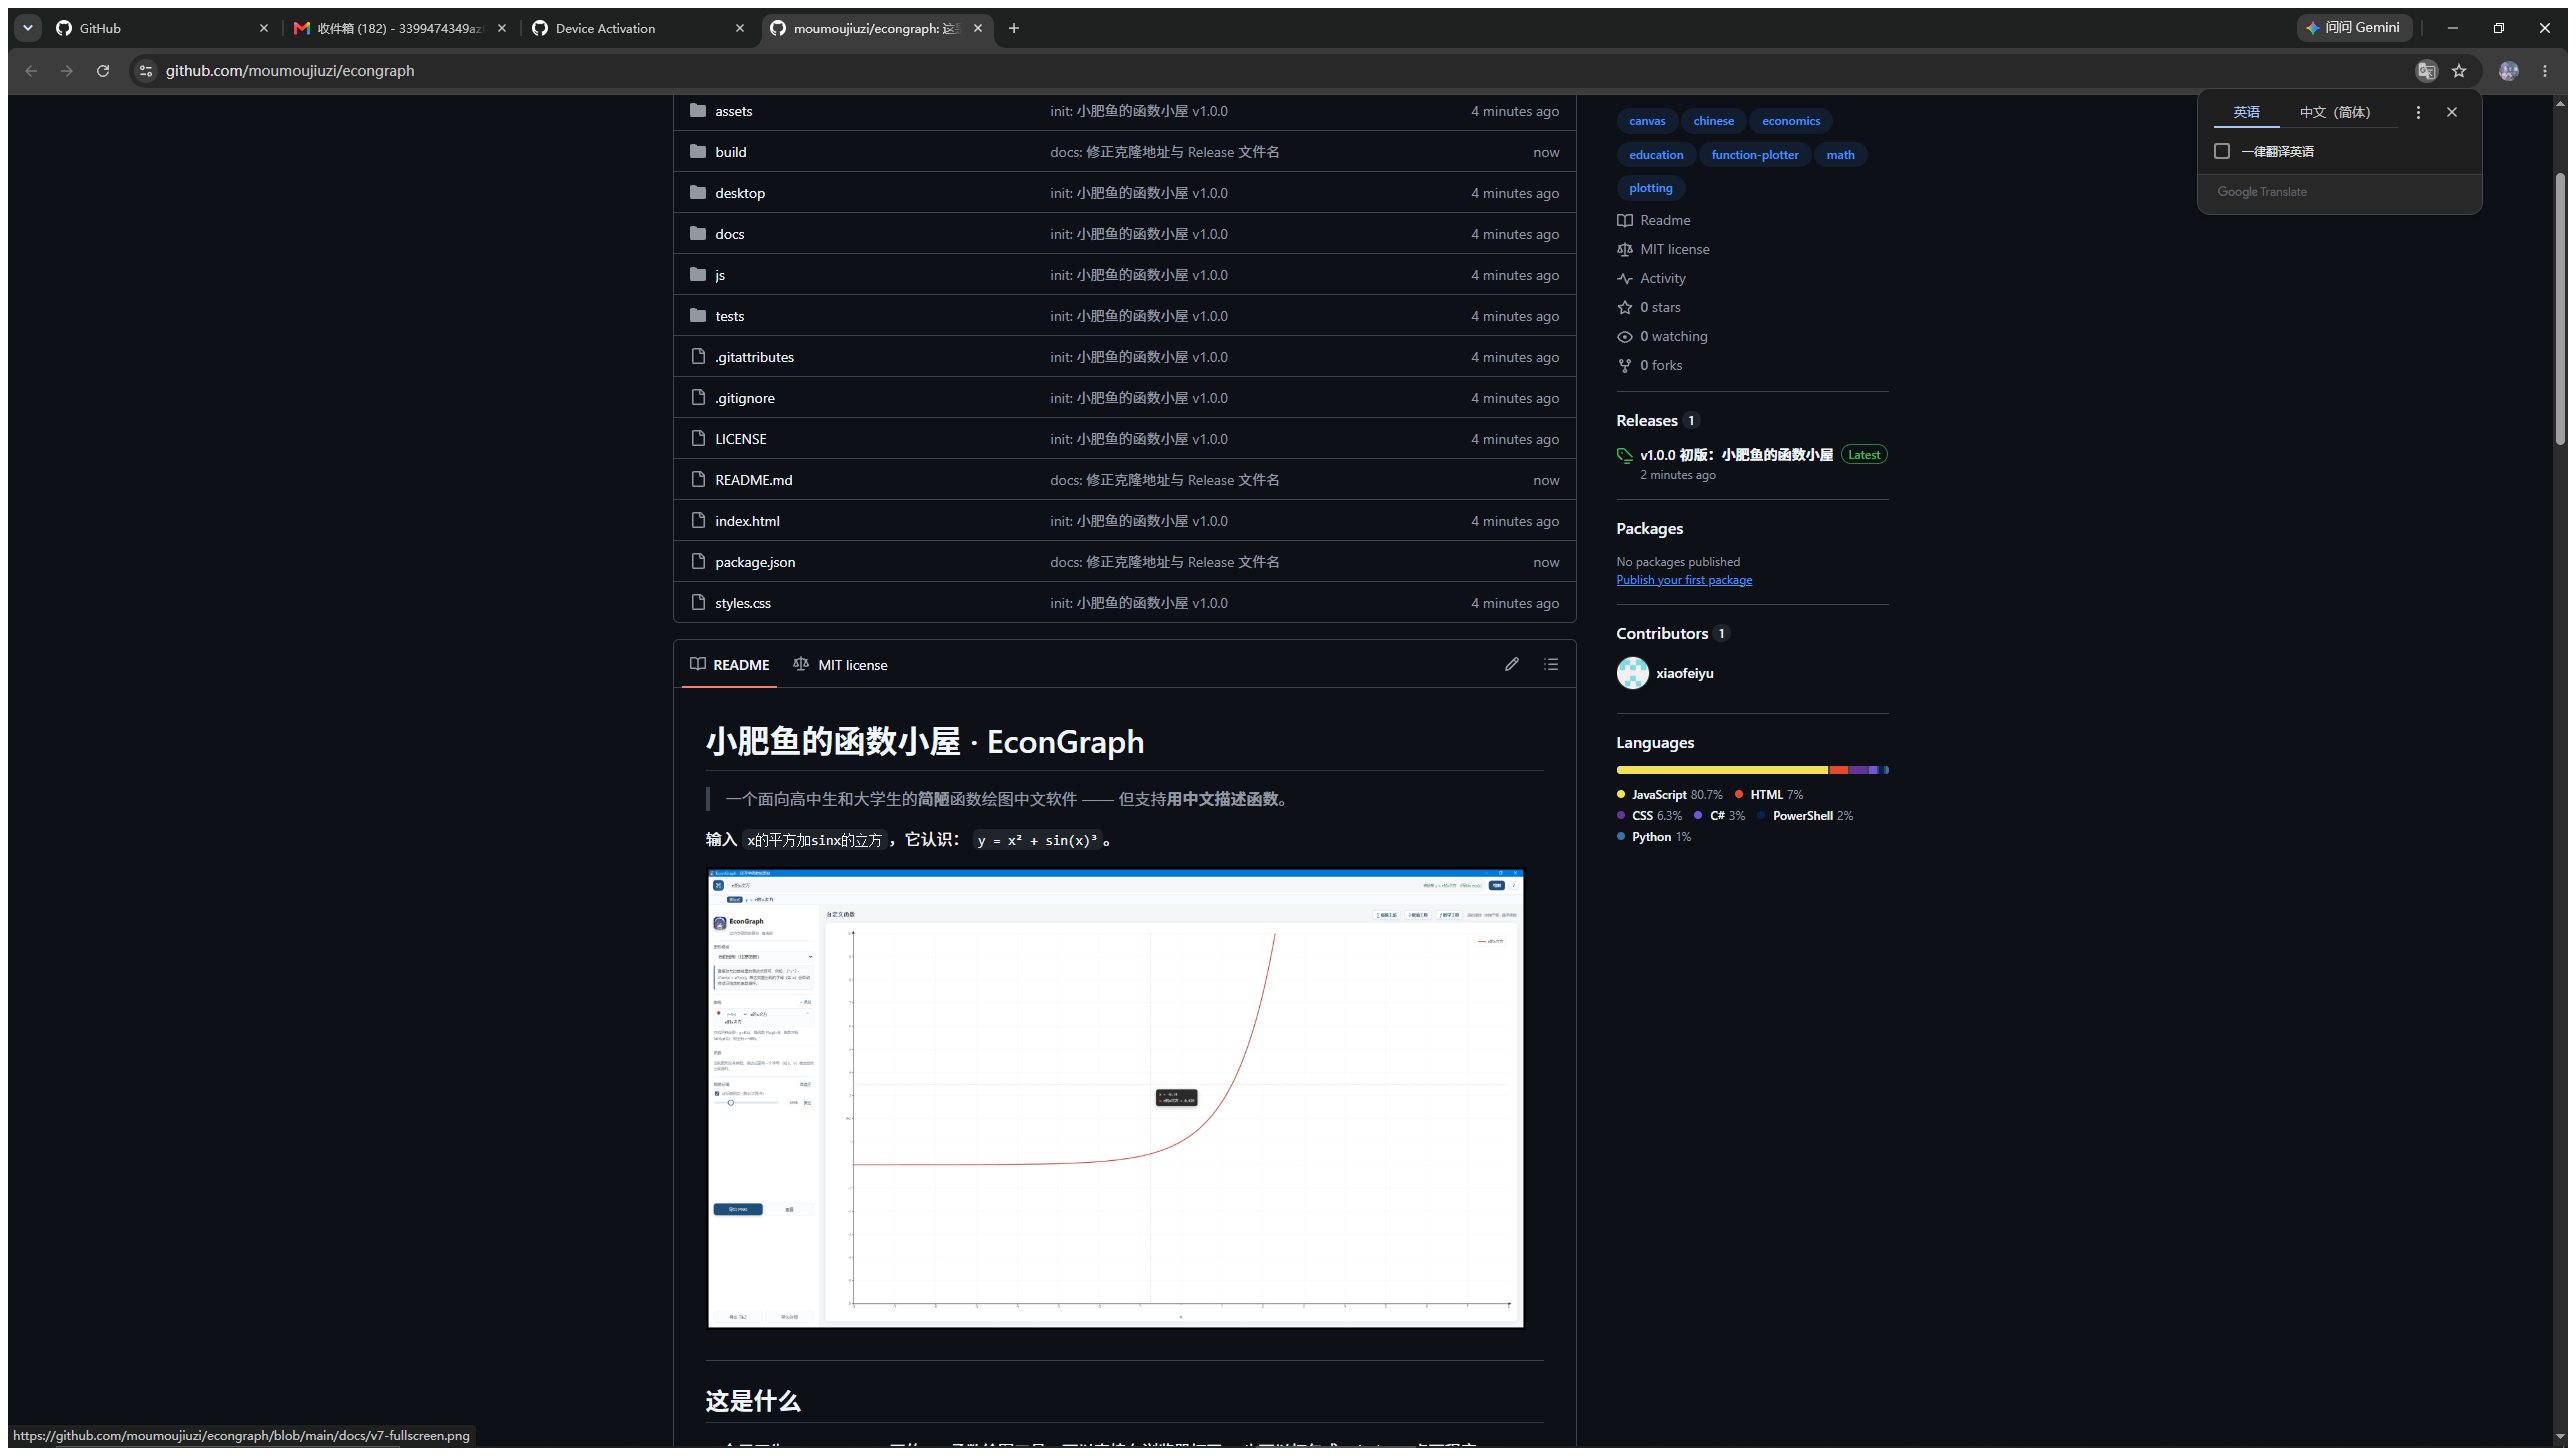 GitHub
收件箱 (182) - 3399474349az
Device Activation
moumoujiuzi/econgraph: 这是
问问 Gemini
github.com/moumoujiuzi/econgraph
英语
中文（简体）
一律翻译英语
Google Translate
assets
init: 小肥鱼的函数小屋 v1.0.0
4 minutes ago
build
docs: 修正克隆地址与 Release 文件名
now
desktop
init: 小肥鱼的函数小屋 v1.0.0
4 minutes ago
docs
init: 小肥鱼的函数小屋 v1.0.0
4 minutes ago
js
init: 小肥鱼的函数小屋 v1.0.0
4 minutes ago
tests
init: 小肥鱼的函数小屋 v1.0.0
4 minutes ago
.gitattributes
init: 小肥鱼的函数小屋 v1.0.0
4 minutes ago
.gitignore
init: 小肥鱼的函数小屋 v1.0.0
4 minutes ago
LICENSE
init: 小肥鱼的函数小屋 v1.0.0
4 minutes ago
README.md
docs: 修正克隆地址与 Release 文件名
now
index.html
init: 小肥鱼的函数小屋 v1.0.0
4 minutes ago
package.json
docs: 修正克隆地址与 Release 文件名
now
styles.css
init: 小肥鱼的函数小屋 v1.0.0
4 minutes ago
canvas chinese economics
education function-plotter math
plotting
Readme
MIT license
Activity
0 stars
0 watching
0 forks
Releases 1
v1.0.0 初版：小肥鱼的函数小屋 Latest
2 minutes ago
Packages
No packages published
Publish your first package
Contributors 1
xiaofeiyu
Languages
JavaScript 80.7% HTML 7%
CSS 6.3% C# 3% PowerShell 2%
Python 1%
README
MIT license
小肥鱼的函数小屋 · EconGraph
一个面向高中生和大学生的简陋函数绘图中文软件 —— 但支持用中文描述函数。
输入 x的平方加sinx的立方，它认识： y = x² + sin(x)³。
EconGraph
自定义函数
这是什么
https://github.com/moumoujiuzi/econgraph/blob/main/docs/v7-fullscreen.png